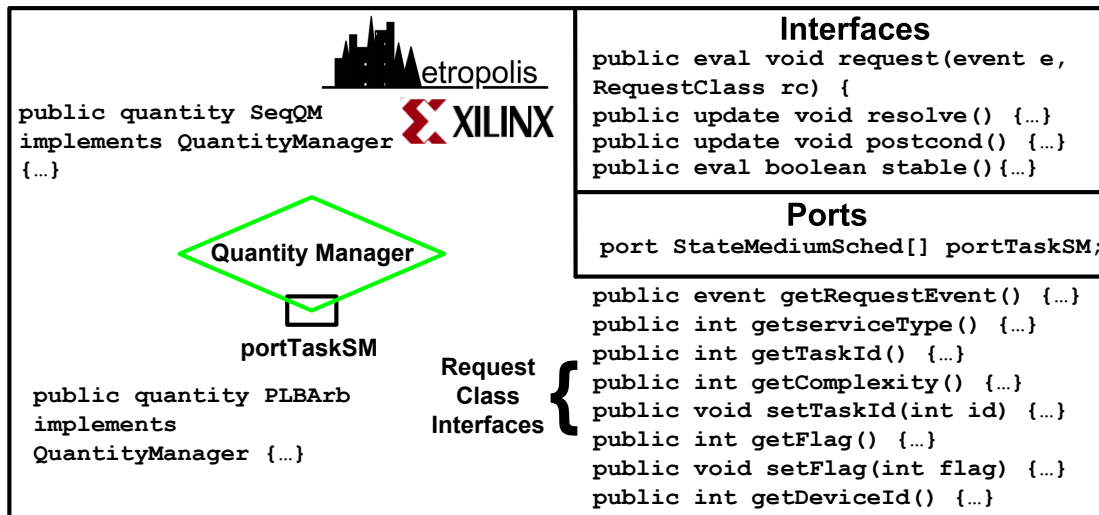 etropolis
XILINX
public quantity SeqQM
implements QuantityManager
{…}
Quantity Manager
portTaskSM
public quantity PLBArb
implements
QuantityManager {…}
Interfaces
public eval void request(event e,
RequestClass rc) {
public update void resolve() {…}
public update void postcond() {…}
public eval boolean stable(){…}
Ports
port StateMediumSched[] portTaskSM;
Request
Class
Interfaces
{
public event getRequestEvent() {…}
public int getserviceType() {…}
public int getTaskId() {…}
public int getComplexity() {…}
public void setTaskId(int id) {…}
public int getFlag() {…}
public void setFlag(int flag) {…}
public int getDeviceId() {…}